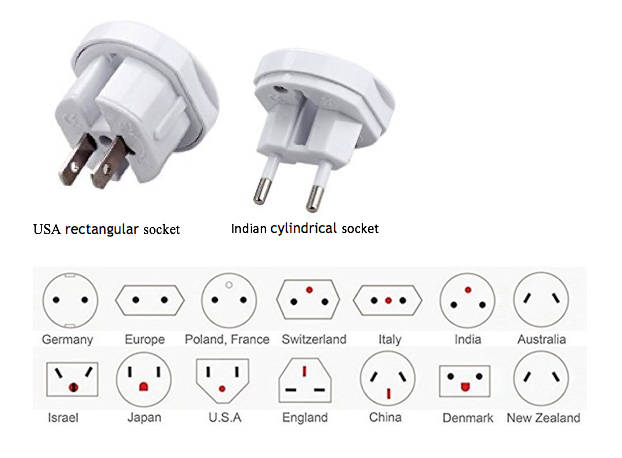 USA rectangular socket
Indian cylindrical socket
Germany Europe Poland, France Switzerland Italy India Australia
Israel Japan U.S.A England China Denmark New Zealand